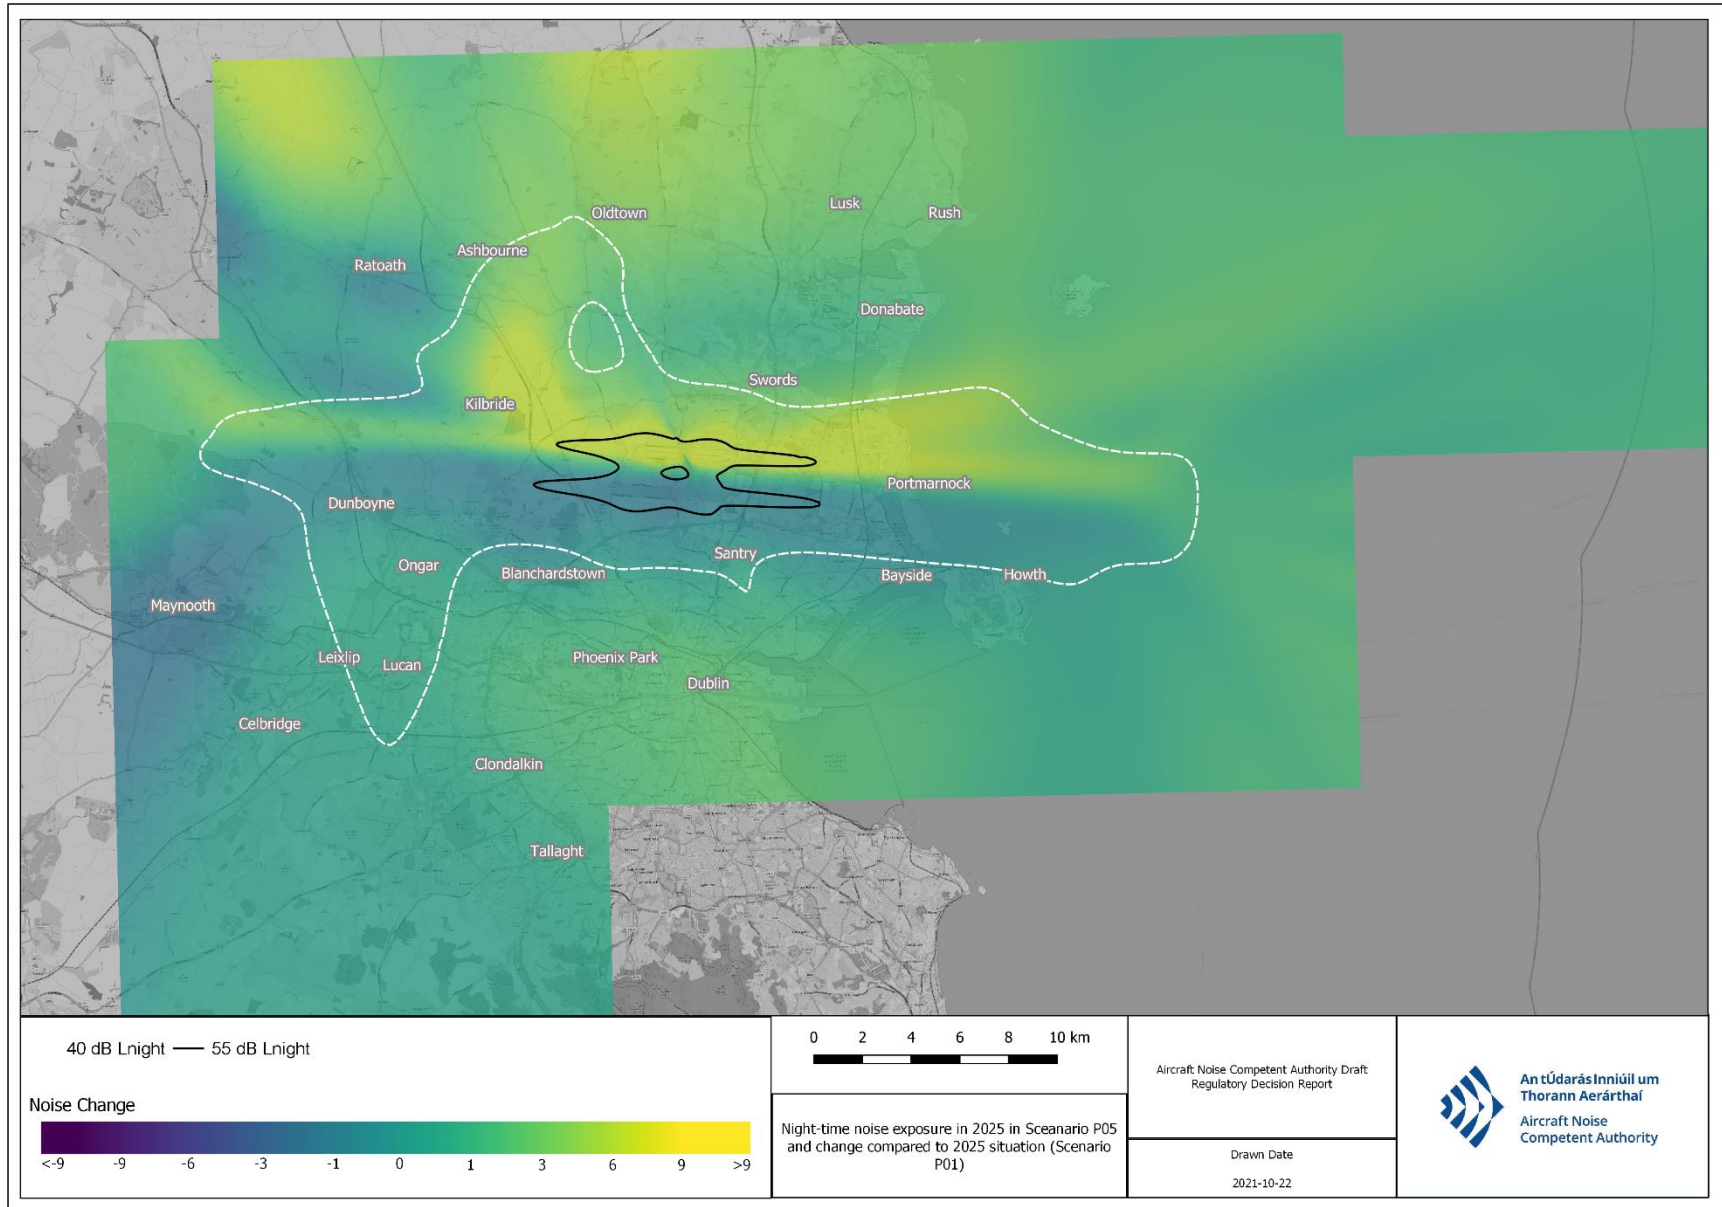 Oldtown
Lusk
Rush
Ashbourne
Ratoath
Donabate
Swords
Kilbride
Portmarnock
Dunboyne
Santry
Ongar
Blanchardstown
Bayside
Howth
Maynooth
Leixlip
Lucan
Phoenix Park
Dublin
Celbridge
Clondalkin
Tallaght
40 dB Lnight
55 dB Lnight
Noise Change
<-9 -9 -6 -3 -1 0 1 3 6 9 >9
0 2 4 6 8 10 km
Night-time noise exposure in 2025 in Sceanario P05
and change compared to 2025 situation (Scenario
P01)
Aircraft Noise Competent Authority Draft
Regulatory Decision Report
Drawn Date
2021-10-22
An tÚdarás Inniúil um
Thorann Aerárthaí
Aircraft Noise
Competent Authority